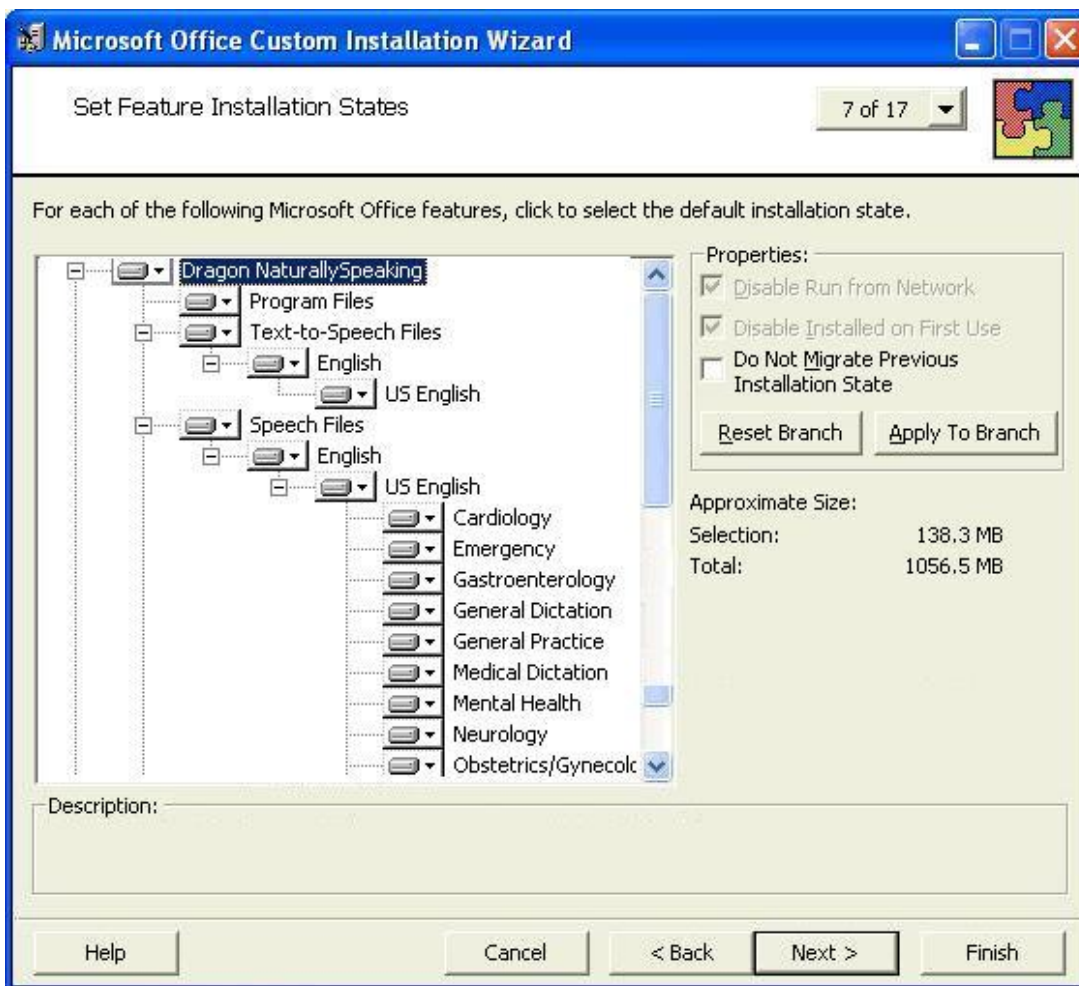 Microsoft Office Custom Installation Wizard
Set Feature Installation States
7 of 17
For each of the following Microsoft Office features, click to select the default installation state.
Dragon NaturallySpeaking
Program Files
Text-to-Speech Files
English
US English
Speech Files
English
US English
Cardiology
Emergency
Gastroenterology
General Dictation
General Practice
Medical Dictation
Mental Health
Neurology
Obstetrics/Gynecolc
Properties:
Disable Run from Network
Disable Installed on First Use
Do Not Migrate Previous
Installation State
Reset Branch Apply To Branch
Approximate Size:
Selection: 138.3 MB
Total: 1056.5 MB
Description:
Help Cancel < Back Next > Finish